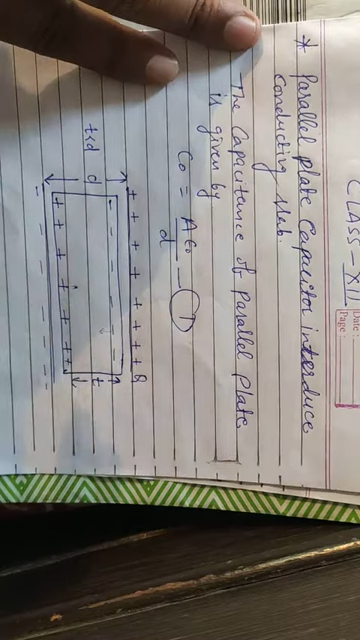 CLASS - XII
Date :
Page :
* Parallel plate Capacitor interduce
Conducting slab.
The Capacitance of Parallel Plate
is given by
C₀ = Aε₀/d — ①
+ + + + + + + + + Q
- - - - - - -
t<d d t
+ + + + + + + + +
- - - - - - - -